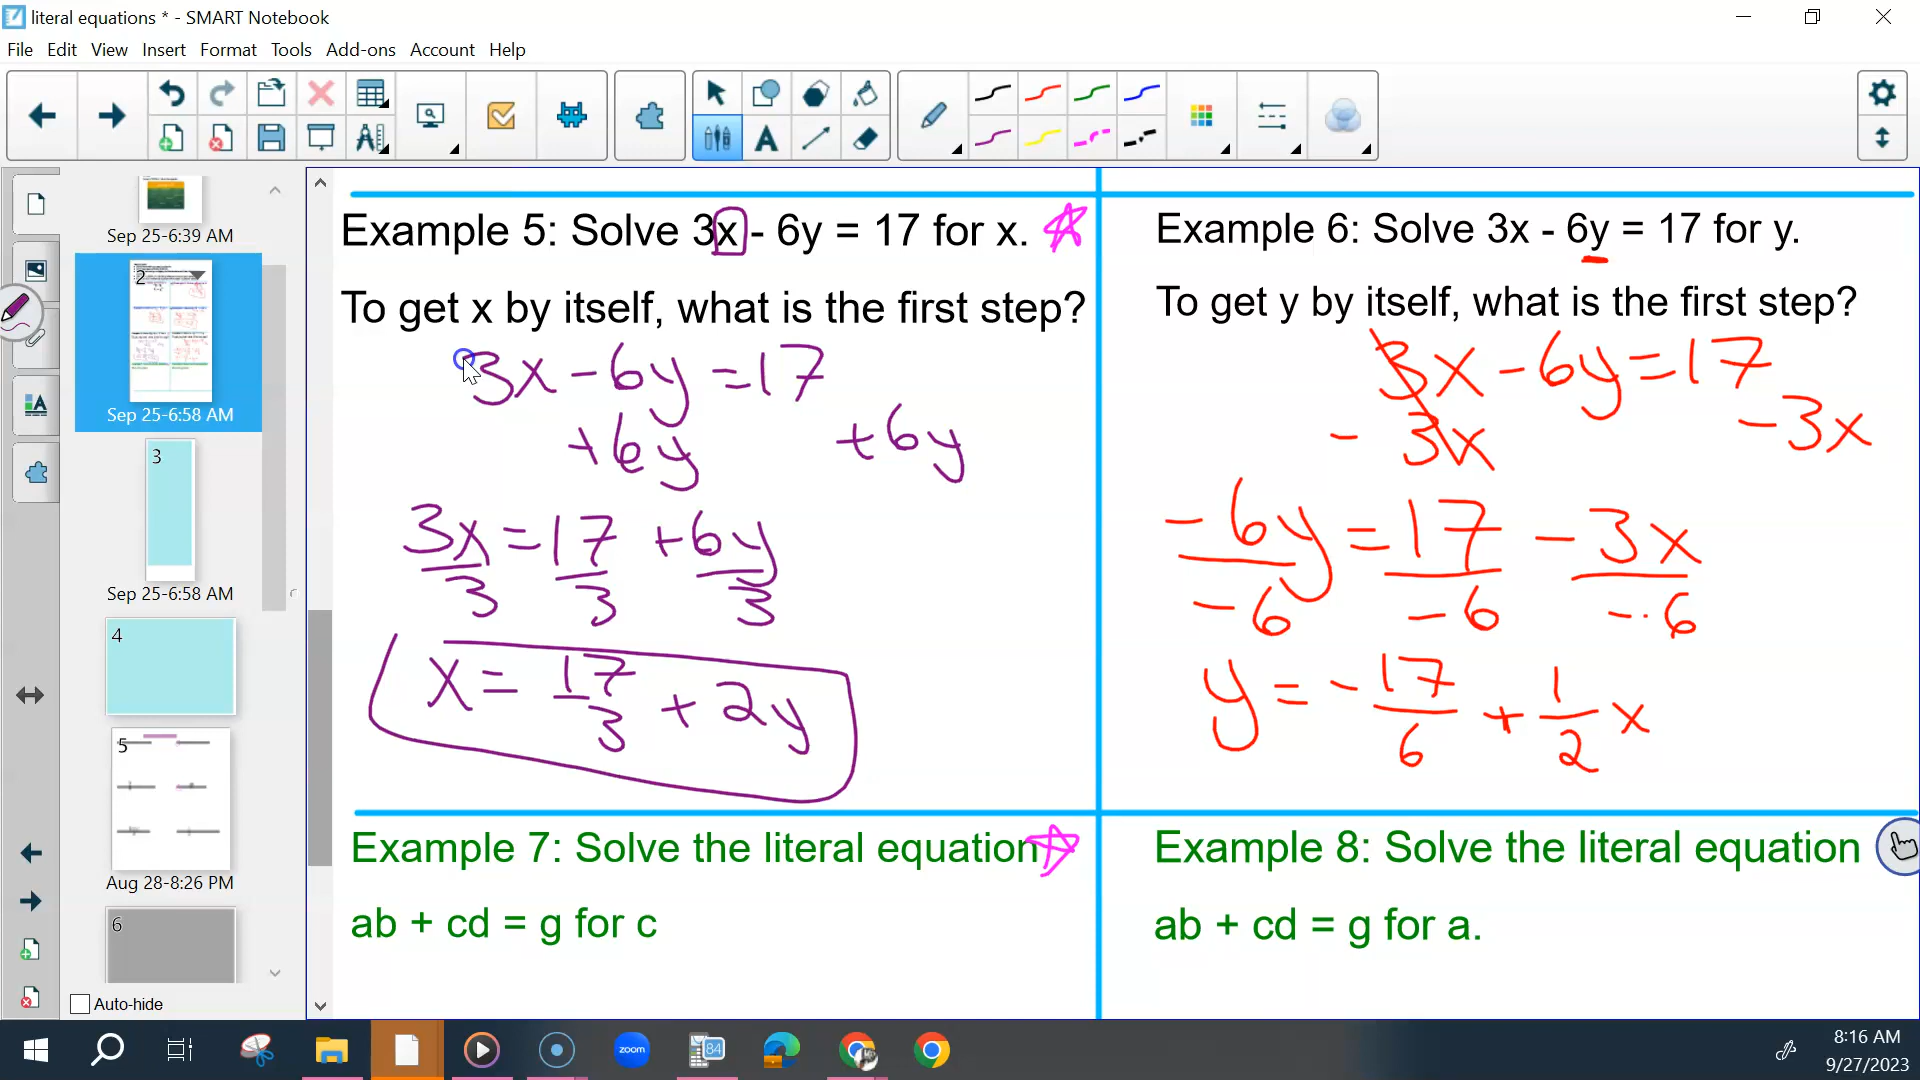 literal equations * - SMART Notebook
File Edit View Insert Format Tools Add-ons Account Help
Sep 25-6:39 AM
2
Sep 25-6:58 AM
3
Sep 25-6:58 AM
4
5
Aug 28-8:26 PM
6
Auto-hide
Example 5: Solve 3x - 6y = 17 for x.
To get x by itself, what is the first step?
3x - 6y = 17
+6y +6y
3x = 17 + 6y
3 3 3
x = 17/3 + 2y
Example 6: Solve 3x - 6y = 17 for y.
To get y by itself, what is the first step?
3x - 6y = 17
- 3x - 3x
-6y = 17 - 3x
-6 -6 -6
y = -17/6 + 1/2 x
Example 7: Solve the literal equation
ab + cd = g for c
Example 8: Solve the literal equation
ab + cd = g for a.
zoom
84
8:16 AM
9/27/2023